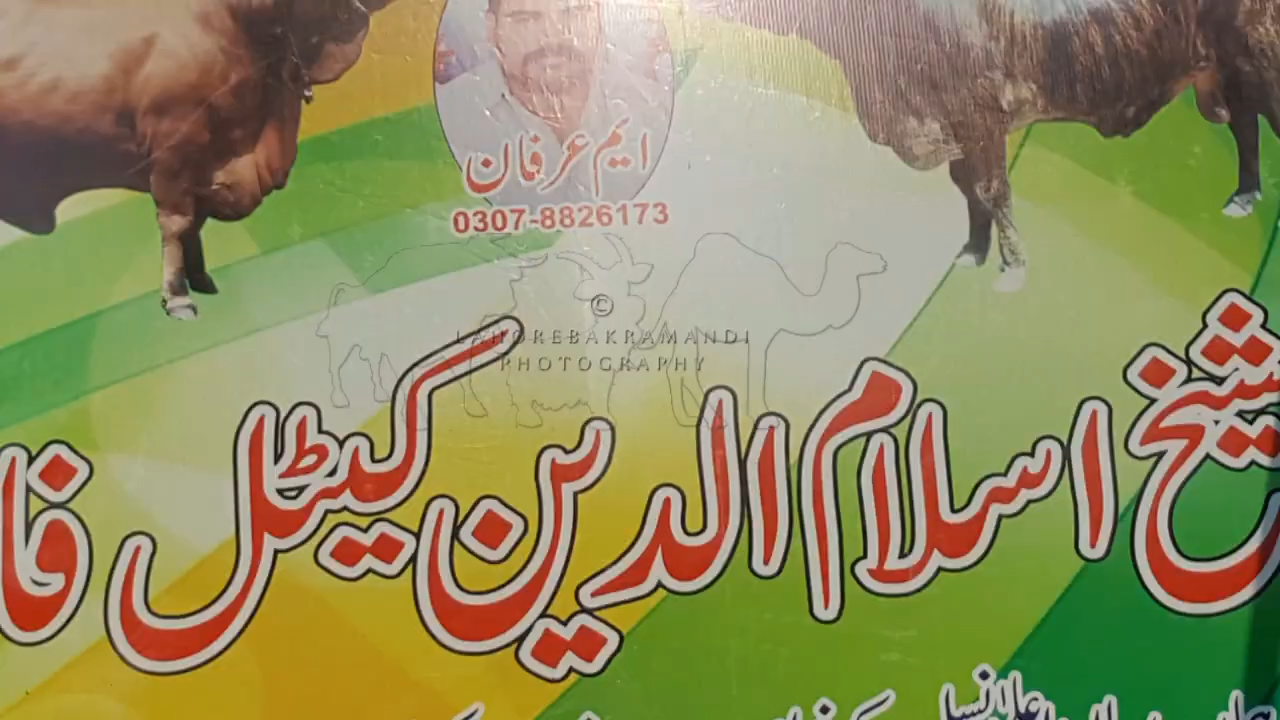 ایم عرفان
0307-8826173
©
LAHOREBAKRAMANDI
PHOTOGRAPHY
شیخ اسلام الدین کیٹل فا